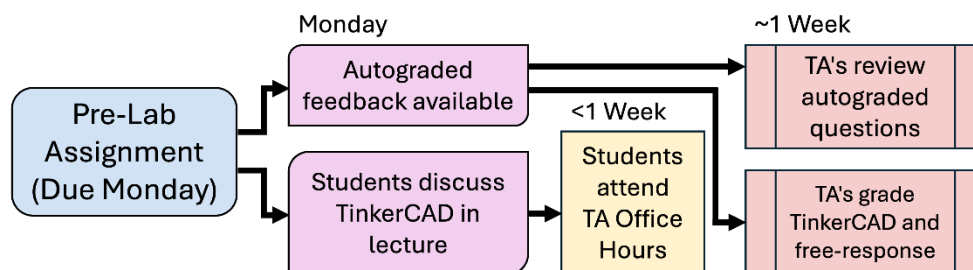 Monday
~1 Week
Autograded
feedback available
TA's review
autograded
questions
Pre-Lab
Assignment
(Due Monday)
<1 Week
Students discuss
TinkerCAD in
lecture
Students
attend
TA Office
Hours
TA's grade
TinkerCAD and
free-response